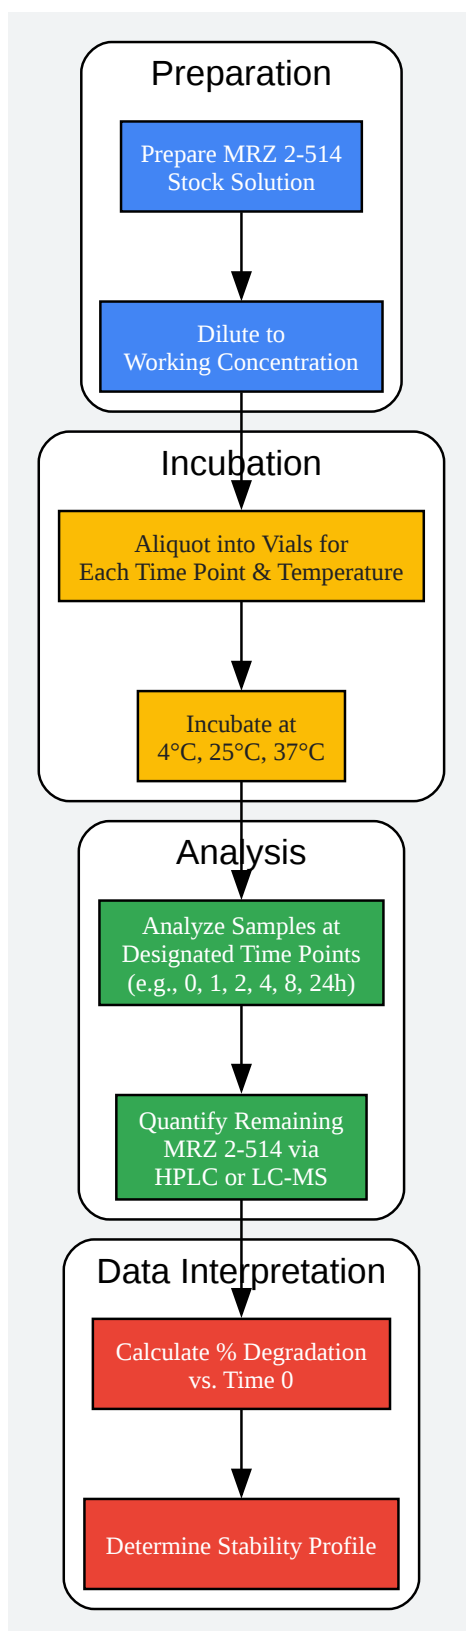 Preparation
Prepare MRZ 2-514
Stock Solution
Dilute to
Working Concentration
Incubation
Aliquot into Vials for
Each Time Point & Temperature
Incubate at
4°C, 25°C, 37°C
Analysis
Analyze Samples at
Designated Time Points
(e.g., 0, 1, 2, 4, 8, 24h)
Quantify Remaining
MRZ 2-514 via
HPLC or LC-MS
Data Interpretation
Calculate % Degradation
vs. Time 0
Determine Stability Profile